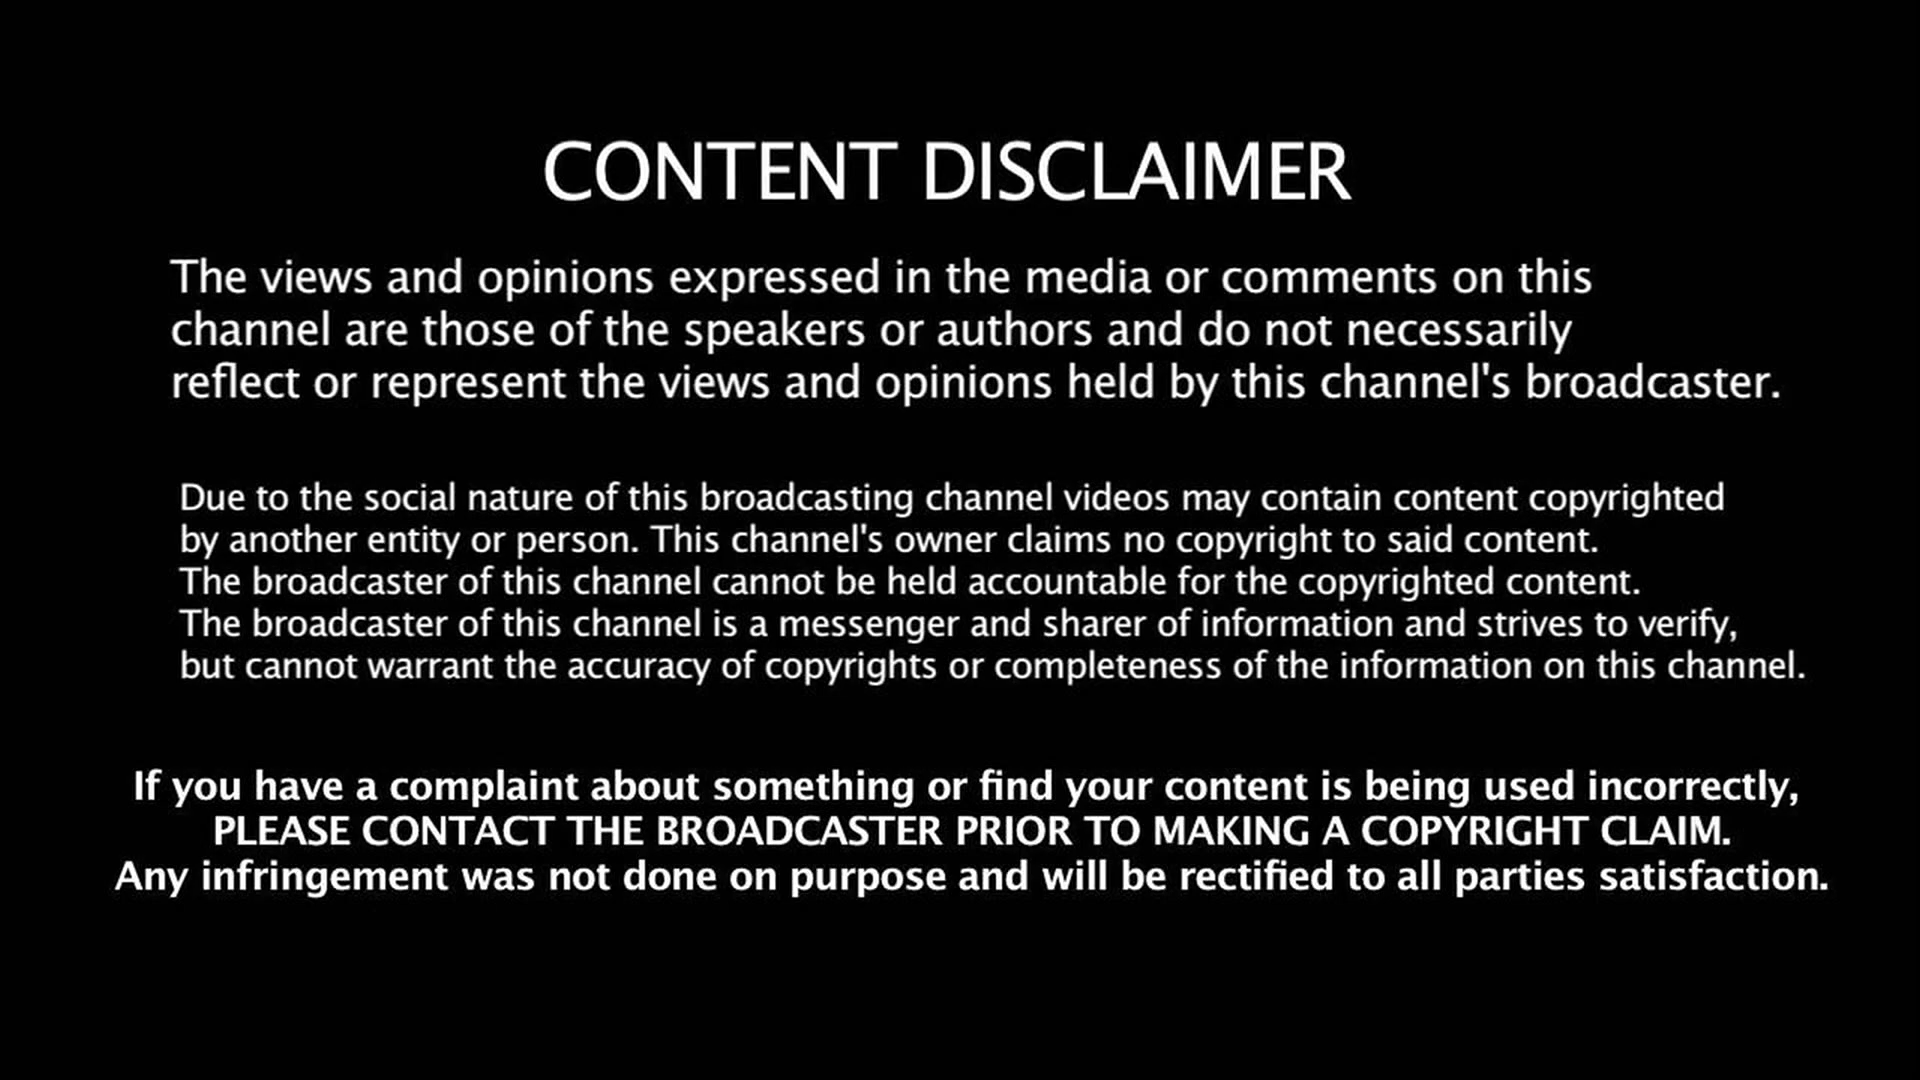 CONTENT DISCLAIMER
The views and opinions expressed in the media or comments on this
channel are those of the speakers or authors and do not necessarily
reflect or represent the views and opinions held by this channel's broadcaster.
Due to the social nature of this broadcasting channel videos may contain content copyrighted
by another entity or person. This channel's owner claims no copyright to said content.
The broadcaster of this channel cannot be held accountable for the copyrighted content.
The broadcaster of this channel is a messenger and sharer of information and strives to verify,
but cannot warrant the accuracy of copyrights or completeness of the information on this channel.
If you have a complaint about something or find your content is being used incorrectly,
PLEASE CONTACT THE BROADCASTER PRIOR TO MAKING A COPYRIGHT CLAIM.
Any infringement was not done on purpose and will be rectified to all parties satisfaction.